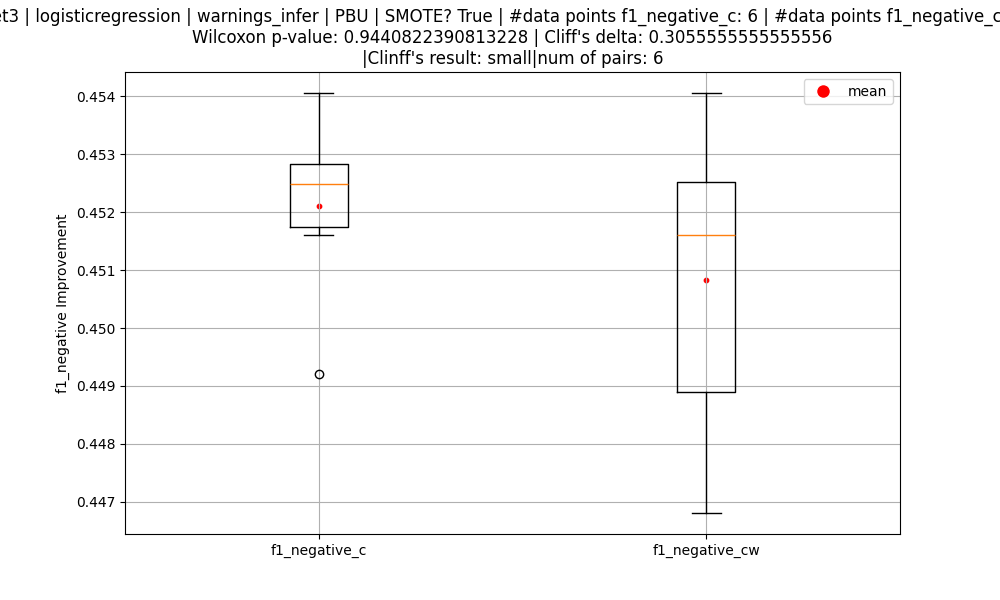 | logisticregression | warnings_infer | PBU | SMOTE? True | #data points f1_negative_c: 6 | #data points
Wilcoxon p-value: 0.9440822390813228 | Cliff's delta: 0.3055555555555556
|Clinff's result: small|num of pairs: 6
mean
0.454
0.453
0.452
0.451
0.450
0.449
0.448
0.447
f1_negative Improvement
f1_negative_c
f1_negative_cw